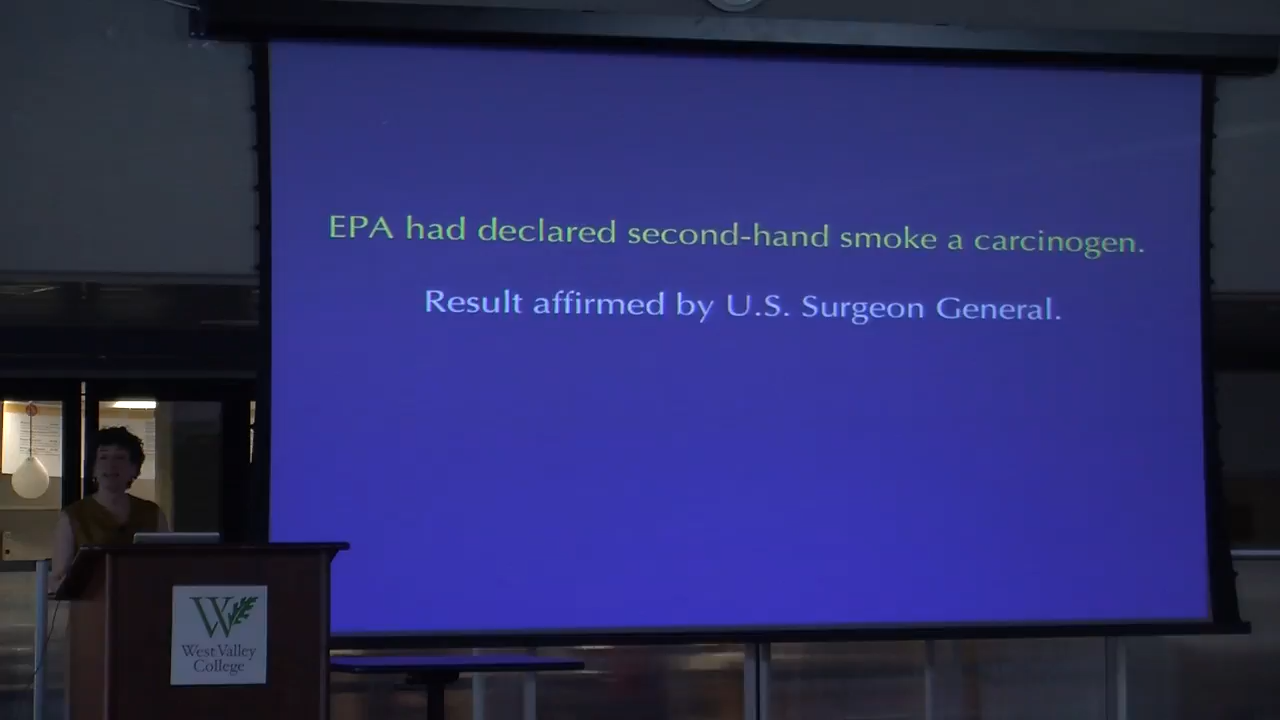 EPA had declared second-hand smoke a carcinogen.
Result affirmed by U.S. Surgeon General.
W
West Valley
College